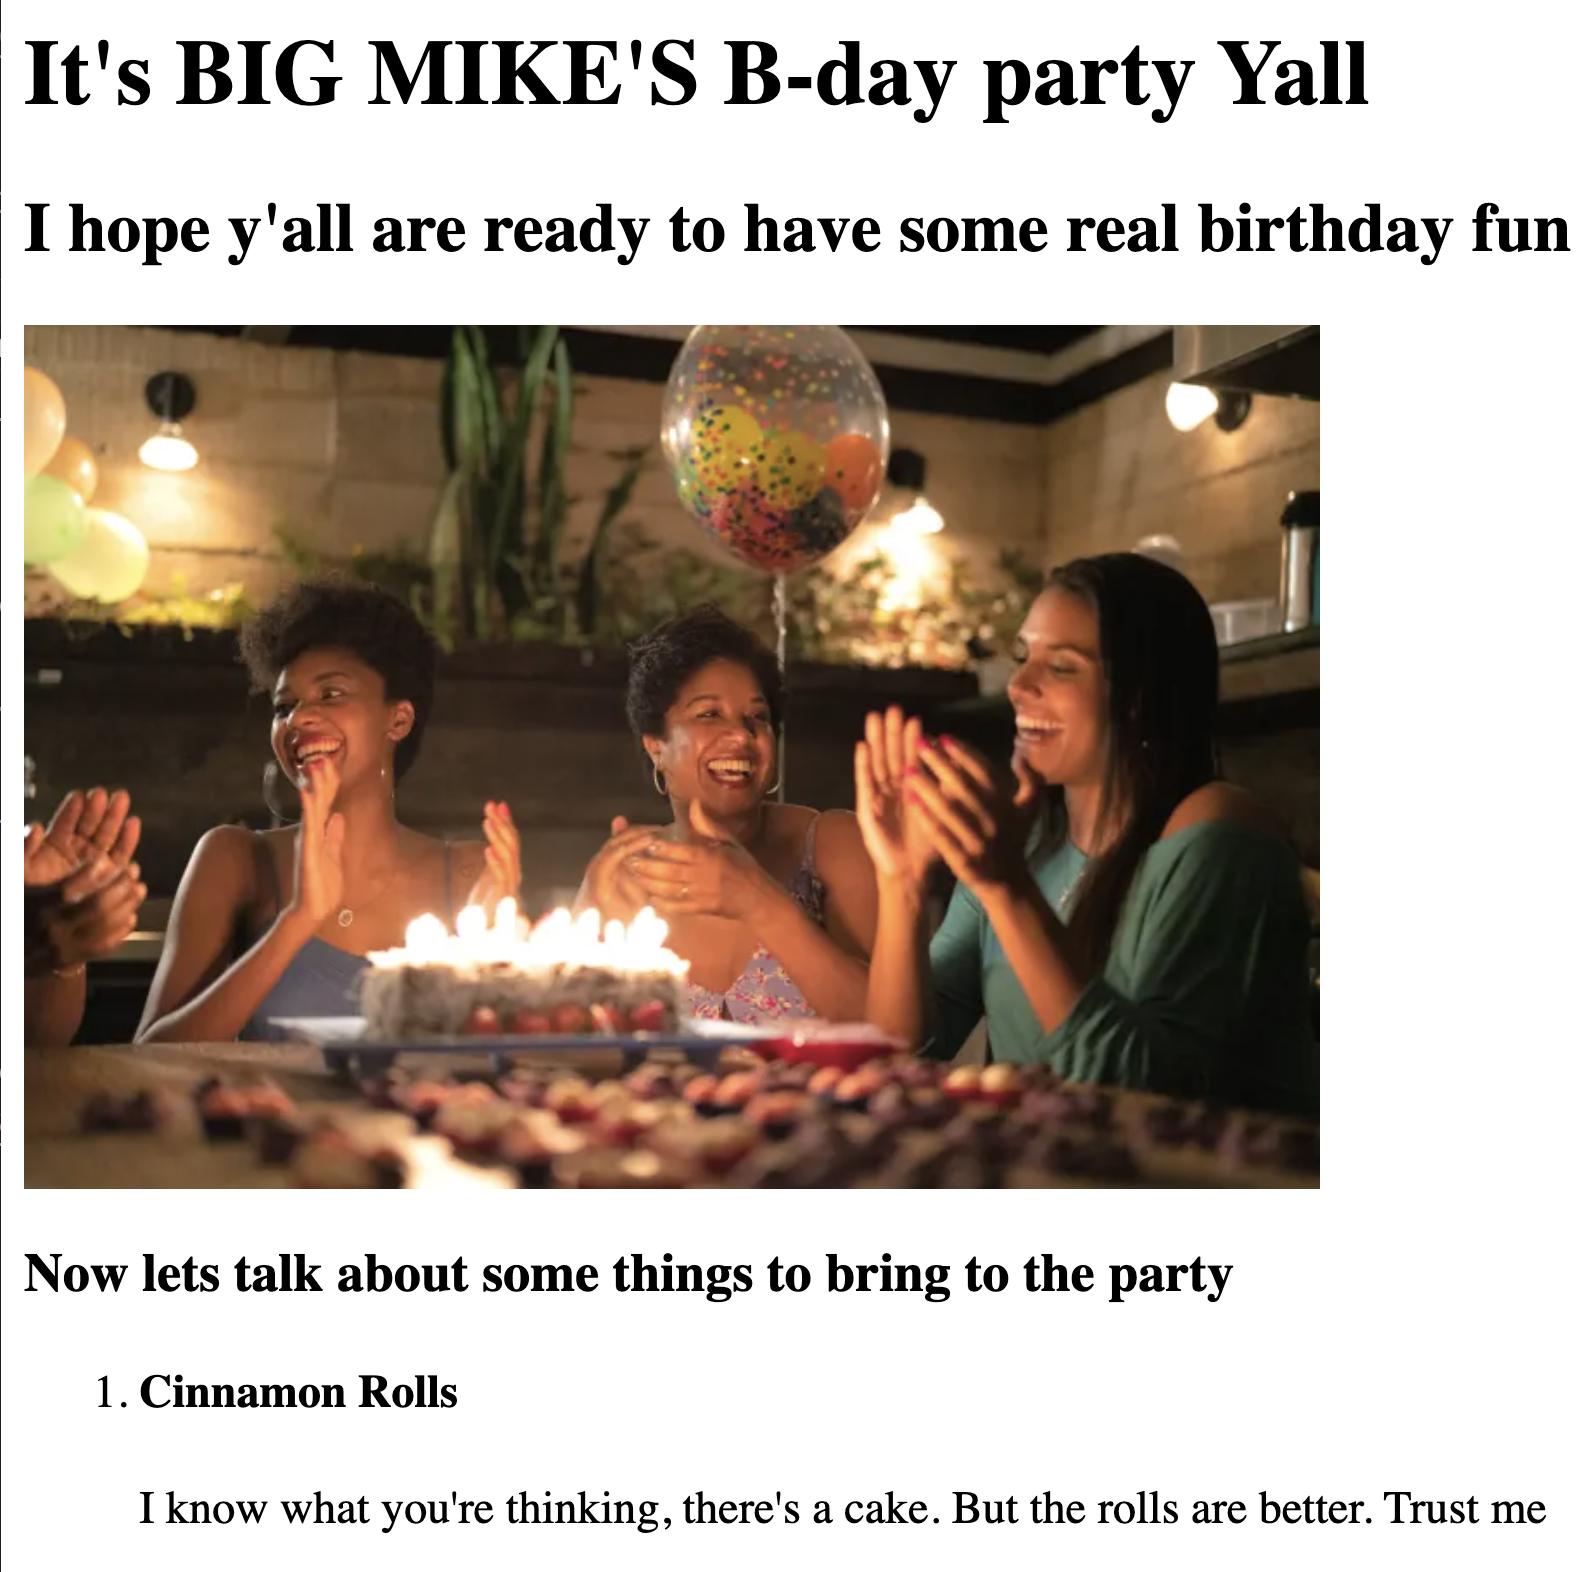 It's BIG MIKE'S B-day party Yall
I hope y'all are ready to have some real birthday fun
Now lets talk about some things to bring to the party
1. Cinnamon Rolls
I know what you're thinking, there's a cake. But the rolls are better. Trust me